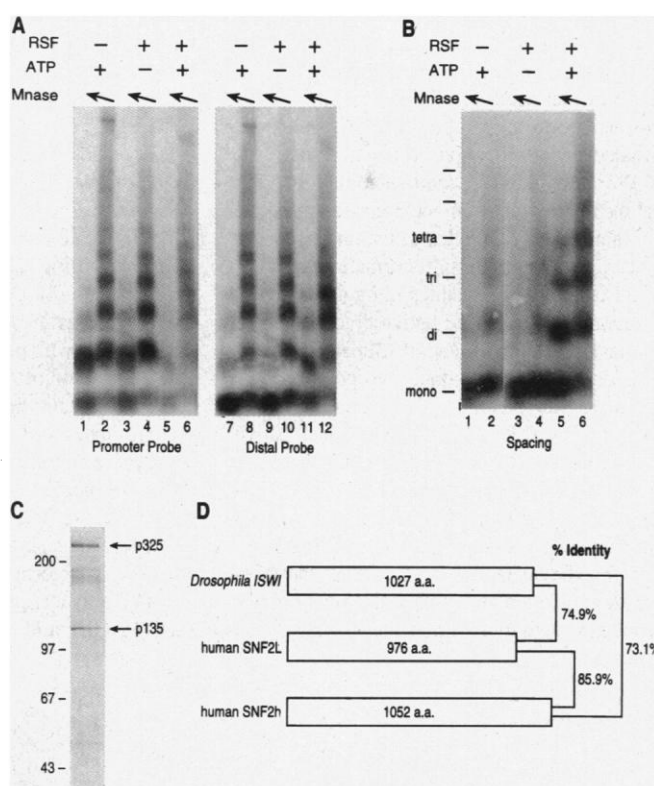 A
RSF − + + − + +
ATP + − + + − +
Mnase
1 2 3 4 5 6 7 8 9 10 11 12
Promoter Probe Distal Probe
B
RSF − + +
ATP + − +
Mnase
tetra
tri
di
mono
1 2 3 4 5 6
Spacing
C
p325
200
p135
97
67
43
D
% Identity
Drosophila ISWI 1027 a.a.
74.9%
human SNF2L 976 a.a. 73.1%
85.9%
human SNF2h 1052 a.a.